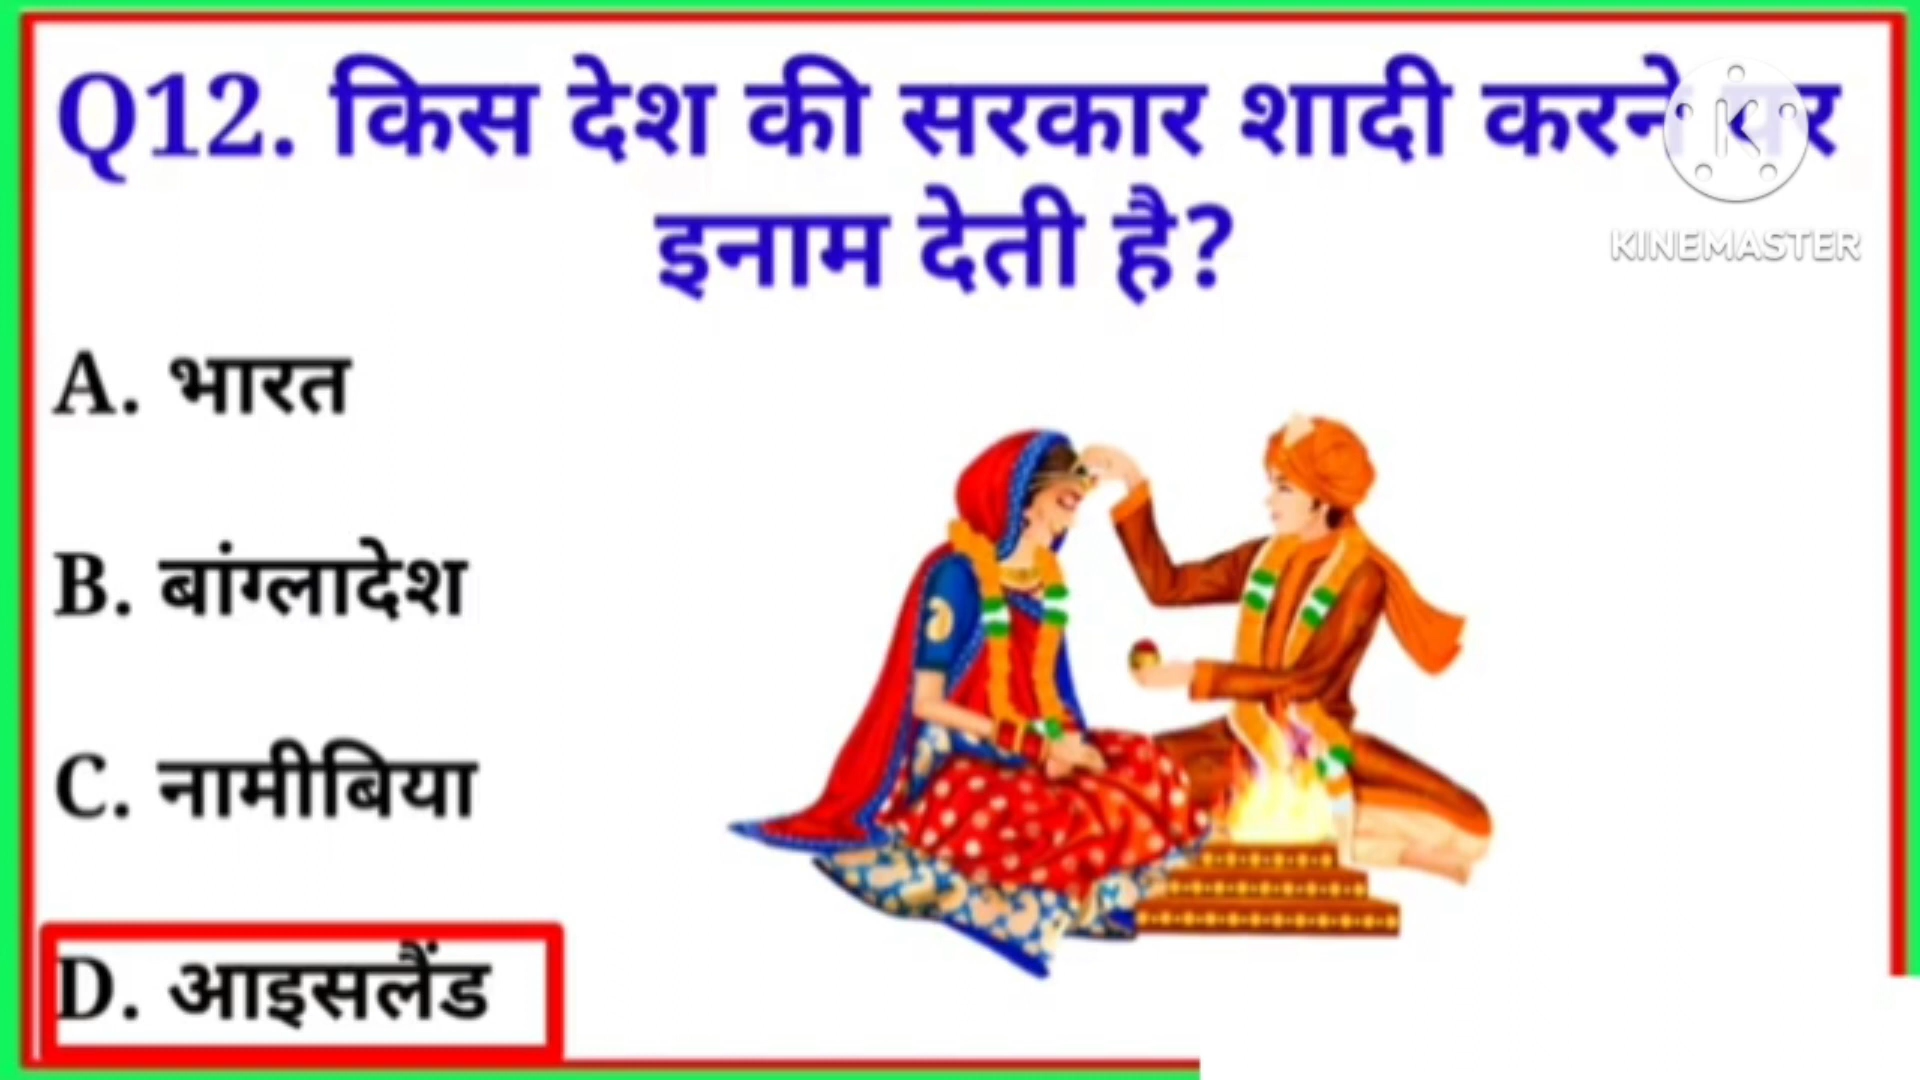 Q12. किस देश की सरकार शादी करने पर
इनाम देती है?
KINEMASTER
A. भारत
B. बांग्लादेश
C. नामीबिया
D. आइसलैंड